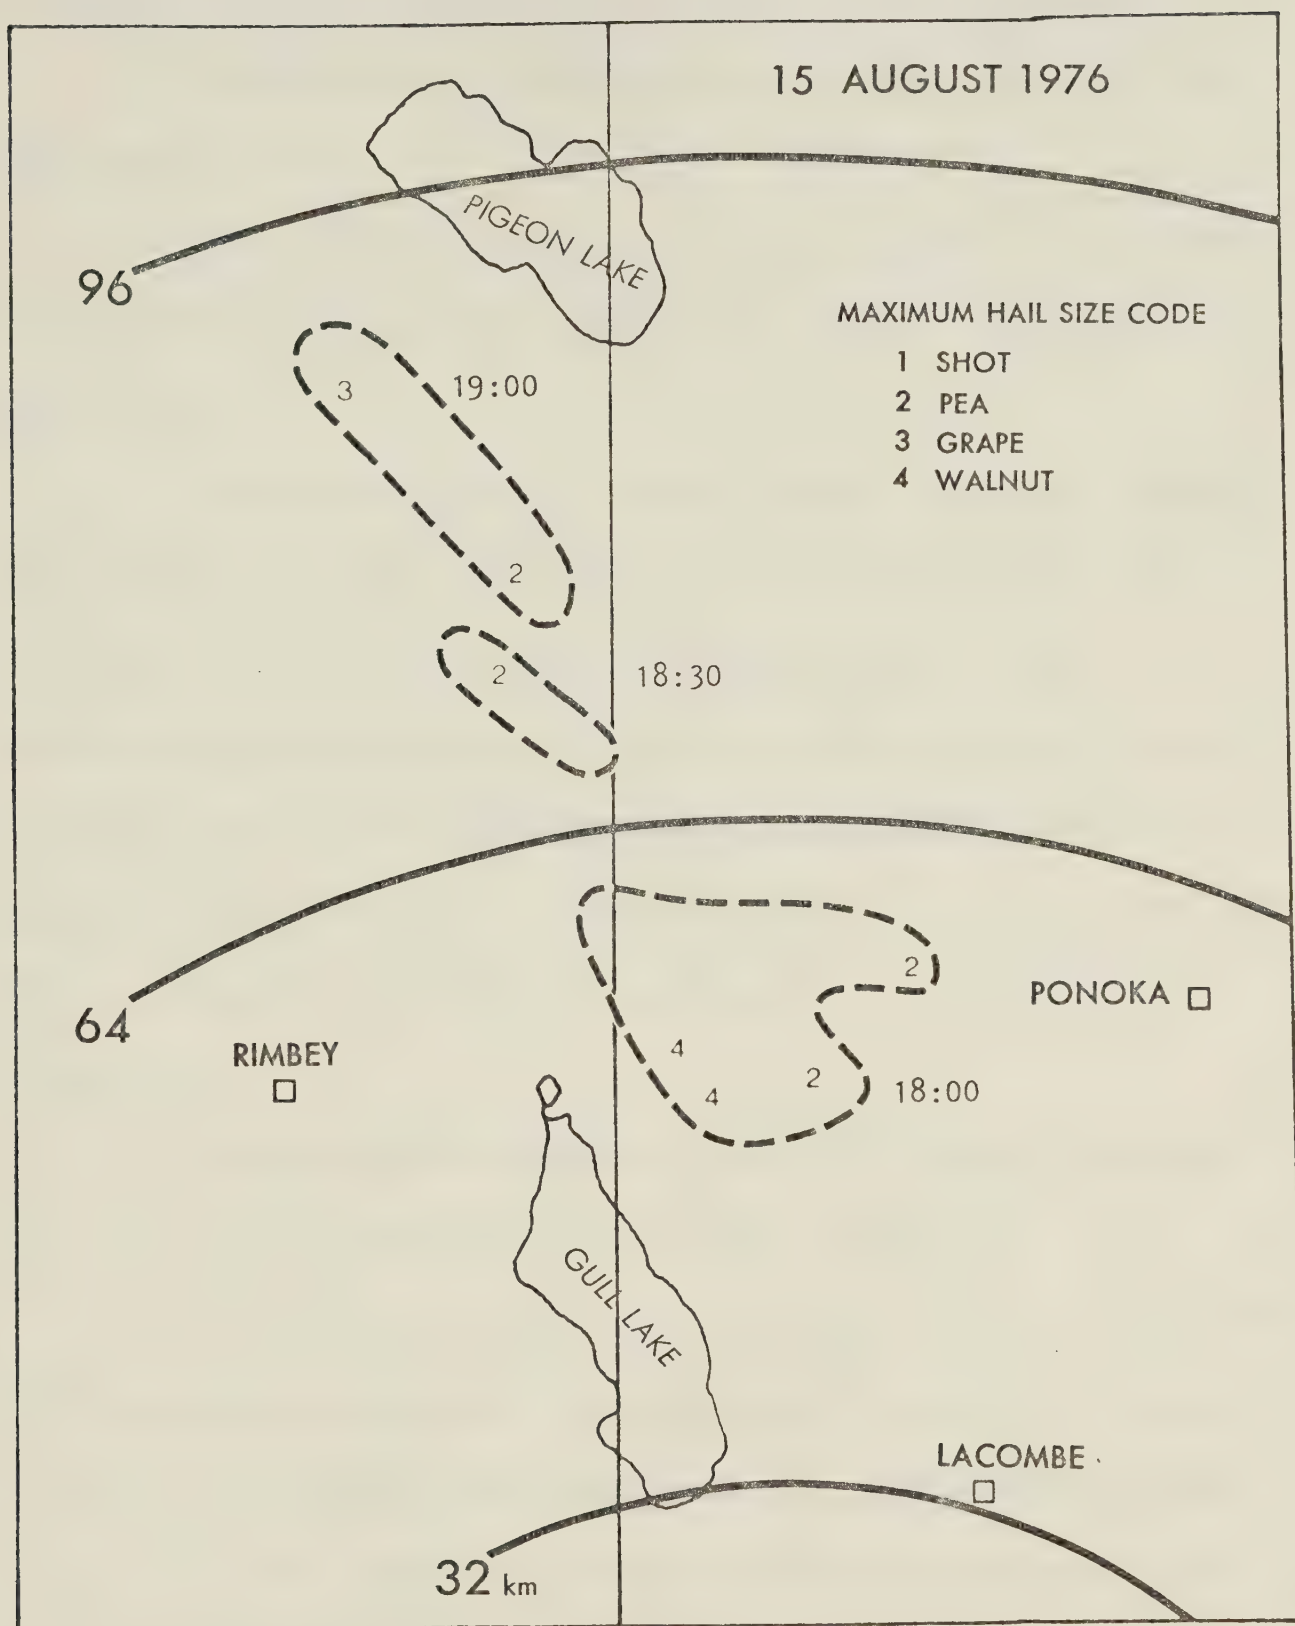 15 AUGUST 1976
PIGEON LAKE
96
MAXIMUM HAIL SIZE CODE
1 SHOT
2 PEA
3 GRAPE
4 WALNUT
3
19:00
2
2
18:30
2
PONOKA
64
RIMBEY
4
2
4
18:00
GULL LAKE
LACOMBE
32 km